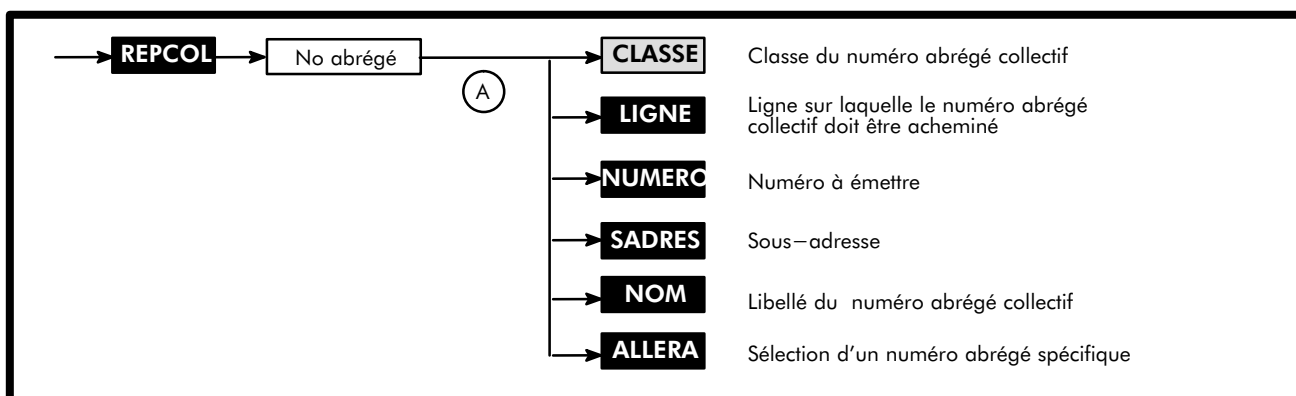 REPCOL No abrégé CLASSE Classe du numéro abrégé collectif
A
LIGNE Ligne sur laquelle le numéro abrégé
collectif doit être acheminé
NUMERO Numéro à émettre
SADRES Sous-adresse
NOM Libellé du numéro abrégé collectif
ALLERA Sélection d'un numéro abrégé spécifique